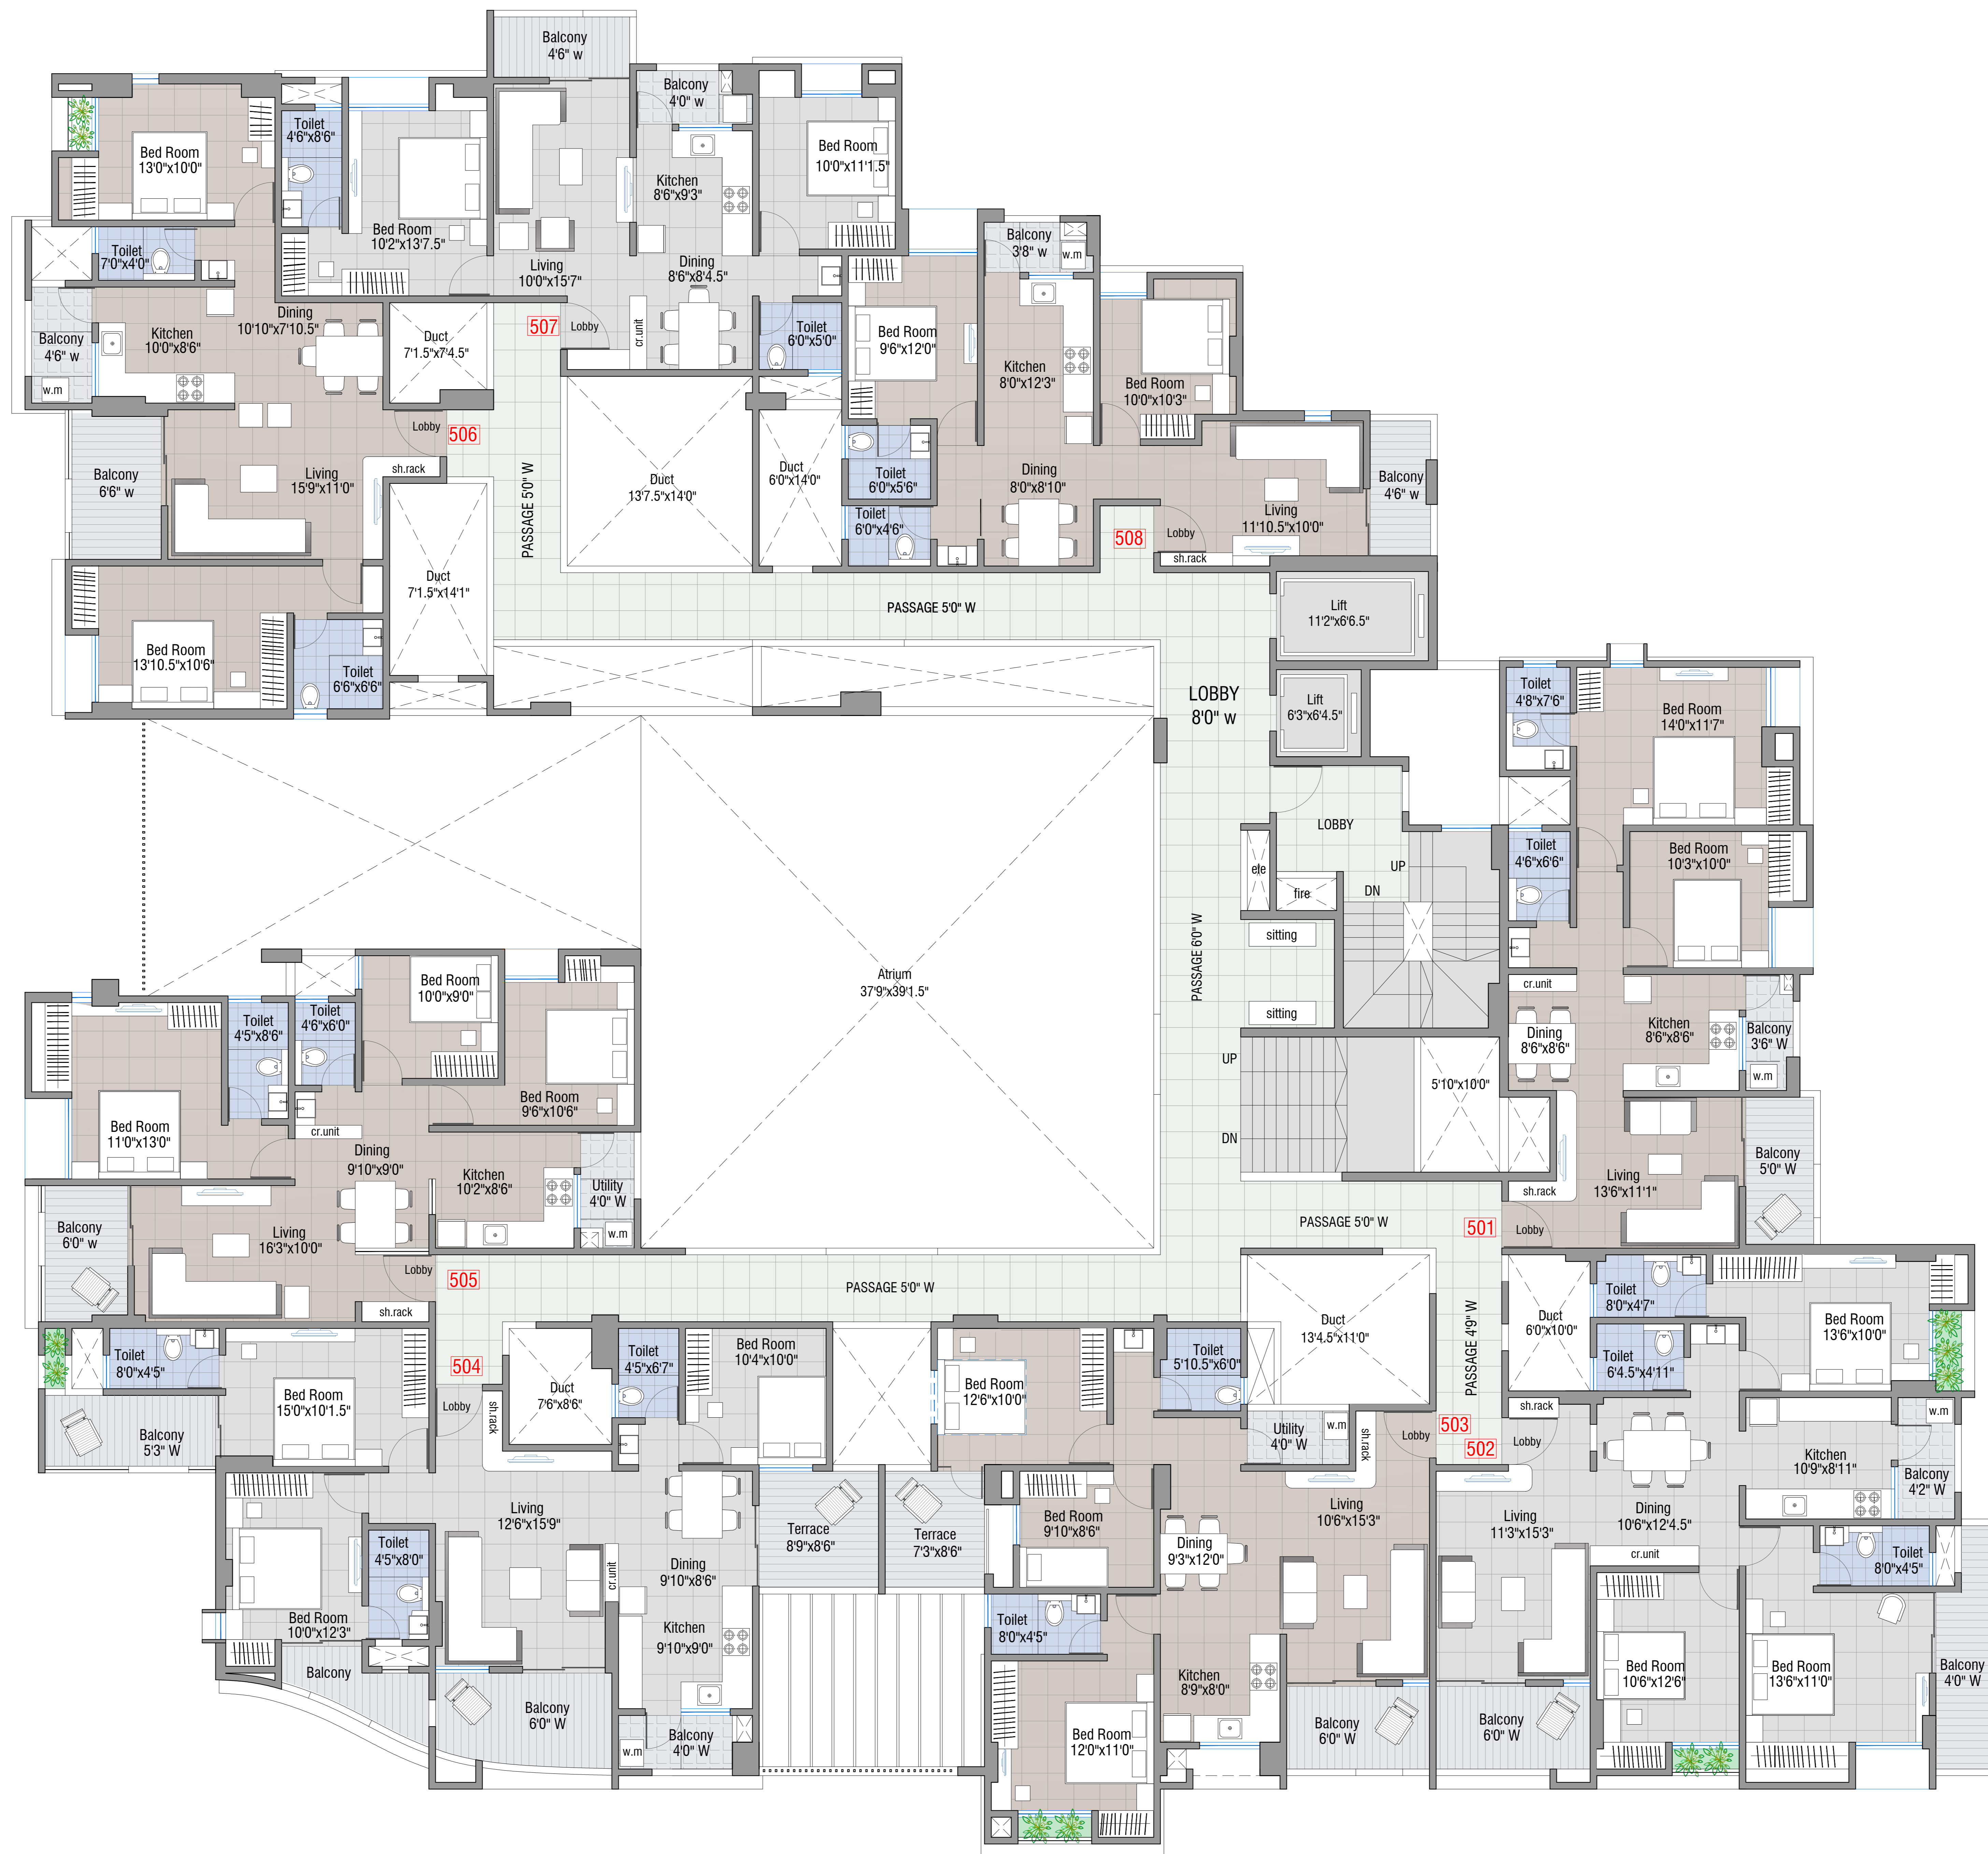 Balcony
4'6" w
Balcony
4'0" w
Bed Room
13'0"x10'0"
Toilet
4'6"x8'6"
Bed Room
10'2"x13'7.5"
Kitchen
8'6"x9'3"
Bed Room
10'0"x11'1.5"
Toilet
7'0"x4'0"
Living
10'0"x15'7"
Dining
8'6"x8'4.5"
Balcony
3'8" w
w.m
Dining
10'10"x7'10.5"
Kitchen
10'0"x8'6"
Balcony
4'6" w
w.m
Duct
7'1.5"x7'4.5"
507
Lobby
cr.unit
Toilet
6'0"x5'0"
Bed Room
9'6"x12'0"
Kitchen
8'0"x12'3"
Bed Room
10'0"x10'3"
Lobby
506
sh.rack
Living
15'9"x11'0"
Balcony
6'6" w
PASSAGE 5'0" W
Duct
13'7.5"x14'0"
Duct
6'0"x14'0"
Toilet
6'0"x5'6"
Toilet
6'0"x4'6"
Dining
8'0"x8'10"
Living
11'10.5"x10'0"
Balcony
4'6" w
508
Lobby
sh.rack
Duct
7'1.5"x14'1"
PASSAGE 5'0" W
Lift
11'2"x6'6.5"
Bed Room
13'10.5"x10'6"
Toilet
6'6"x6'6"
LOBBY
8'0" w
Lift
6'3"x6'4.5"
Toilet
4'8"x7'6"
Bed Room
14'0"x11'7"
LOBBY
UP
DN
ele
fire
Toilet
4'6"x6'6"
Bed Room
10'3"x10'0"
sitting
sitting
PASSAGE 6'0" W
Atrium
37'9"x39'1.5"
cr.unit
Dining
8'6"x8'6"
Kitchen
8'6"x8'6"
Balcony
3'6" W
w.m
UP
DN
5'10"x10'0"
Bed Room
10'0"x9'0"
Toilet
4'5"x8'6"
Toilet
4'6"x6'0"
Bed Room
9'6"x10'6"
Bed Room
11'0"x13'0"
cr.unit
Dining
9'10"x9'0"
Kitchen
10'2"x8'6"
Utility
4'0" W
w.m
Balcony
6'0" w
Living
16'3"x10'0"
Lobby
505
sh.rack
PASSAGE 5'0" W
PASSAGE 5'0" W
Living
13'6"x11'1"
Balcony
5'0" W
sh.rack
501
Lobby
PASSAGE 4'9" W
Duct
13'4.5"x11'0"
Duct
6'0"x10'0"
Toilet
8'0"x4'7"
Toilet
6'4.5"x4'11"
Bed Room
13'6"x10'0"
Toilet
8'0"x4'5"
Bed Room
15'0"x10'1.5"
504
Lobby
sh.rack
Duct
7'6"x8'6"
Toilet
4'5"x6'7"
Bed Room
10'4"x10'0"
Bed Room
12'6"x10'0"
Toilet
5'10.5"x6'0"
Utility
4'0" W
w.m
sh.rack
Lobby
503
502
sh.rack
Lobby
w.m
Kitchen
10'9"x8'11"
Balcony
4'2" W
Balcony
5'3" W
Living
12'6"x15'9"
Terrace
8'9"x8'6"
Terrace
7'3"x8'6"
Bed Room
9'10"x8'6"
Living
10'6"x15'3"
Living
11'3"x15'3"
Dining
10'6"x12'4.5"
cr.unit
Toilet
4'5"x8'0"
Dining
9'10"x8'6"
cr.unit
Dining
9'3"x12'0"
Toilet
8'0"x4'5"
Bed Room
10'0"x12'3"
Kitchen
9'10"x9'0"
Toilet
8'0"x4'5"
Balcony
Kitchen
8'9"x8'0"
Bed Room
10'6"x12'6"
Bed Room
13'6"x11'0"
Balcony
4'0" W
Balcony
6'0" W
Balcony
4'0" W
w.m
Bed Room
12'0"x11'0"
Balcony
6'0" W
Balcony
6'0" W